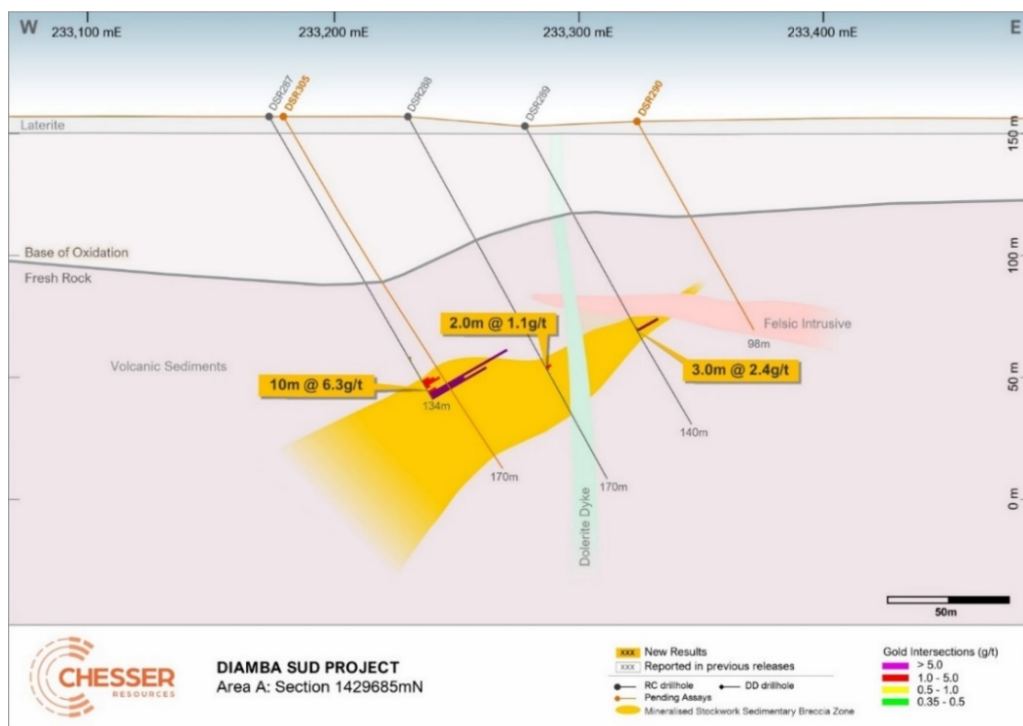 W
E
233,100 mE
233,200 mE
233,300 mE
233,400 mE
DSR287
DSR305
DSR288
DSR289
DSR290
Laterite
150 m
Base of Oxidation
Fresh Rock
100 m
2.0m @ 1.1g/t
Felsic Intrusive
98m
Volcanic Sediments
10m @ 6.3g/t
3.0m @ 2.4g/t
50 m
134m
140m
170m
170m
0 m
Dolerite Dyke
50m
CHESSER
RESOURCES
DIAMBA SUD PROJECT
Area A: Section 1429685mN
XXX New Results
XXX Reported in previous releases
RC drillhole DD drillhole
Pending Assays
Mineralised Stockwork Sedimentary Breccia Zone
Gold Intersections (g/t)
> 5.0
1.0 - 5.0
0.5 - 1.0
0.35 - 0.5